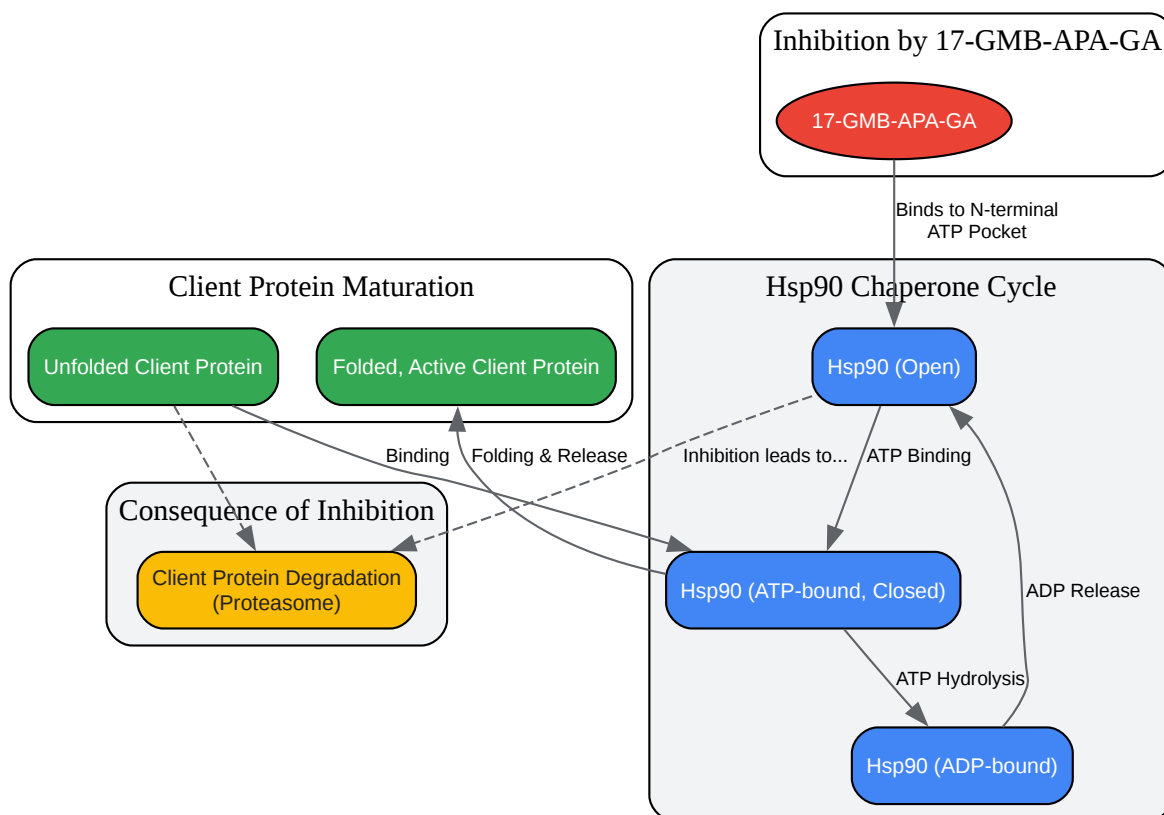 Inhibition by 17-GMB-APA-GA
17-GMB-APA-GA
Binds to N-terminal
ATP Pocket
Client Protein Maturation
Unfolded Client Protein
Folded, Active Client Protein
Hsp90 Chaperone Cycle
Hsp90 (Open)
Binding
Folding & Release
Inhibition leads to...
ATP Binding
Consequence of Inhibition
Client Protein Degradation
(Proteasome)
Hsp90 (ATP-bound, Closed)
ADP Release
ATP Hydrolysis
Hsp90 (ADP-bound)